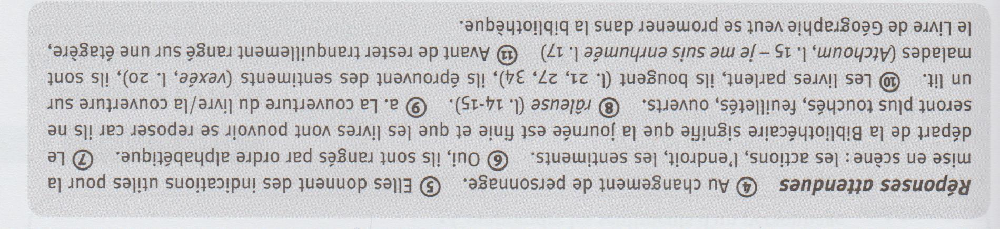 Réponses attendues ④ Au changement de personnage. ⑤ Elles donnent des indications utiles pour la
mise en scène : les actions, l'endroit, les sentiments. ⑥ Oui, ils sont rangés par ordre alphabétique. ⑦ Le
départ de la Bibliothécaire signifie que la journée est finie et que les livres vont pouvoir se reposer car ils ne
seront plus touchés, feuilletés, ouverts. ⑧ râleuse (l. 14-15). ⑨ a. La couverture du livre/la couverture sur
un lit. ⑩ Les livres parlent, ils bougent (l. 21, 27, 34), ils éprouvent des sentiments (vexée, l. 20), ils sont
malades (Atchoum, l. 15 – je me suis enrhumée l. 17) ⑪ Avant de rester tranquillement rangé sur une étagère,
le Livre de Géographie veut se promener dans la bibliothèque.